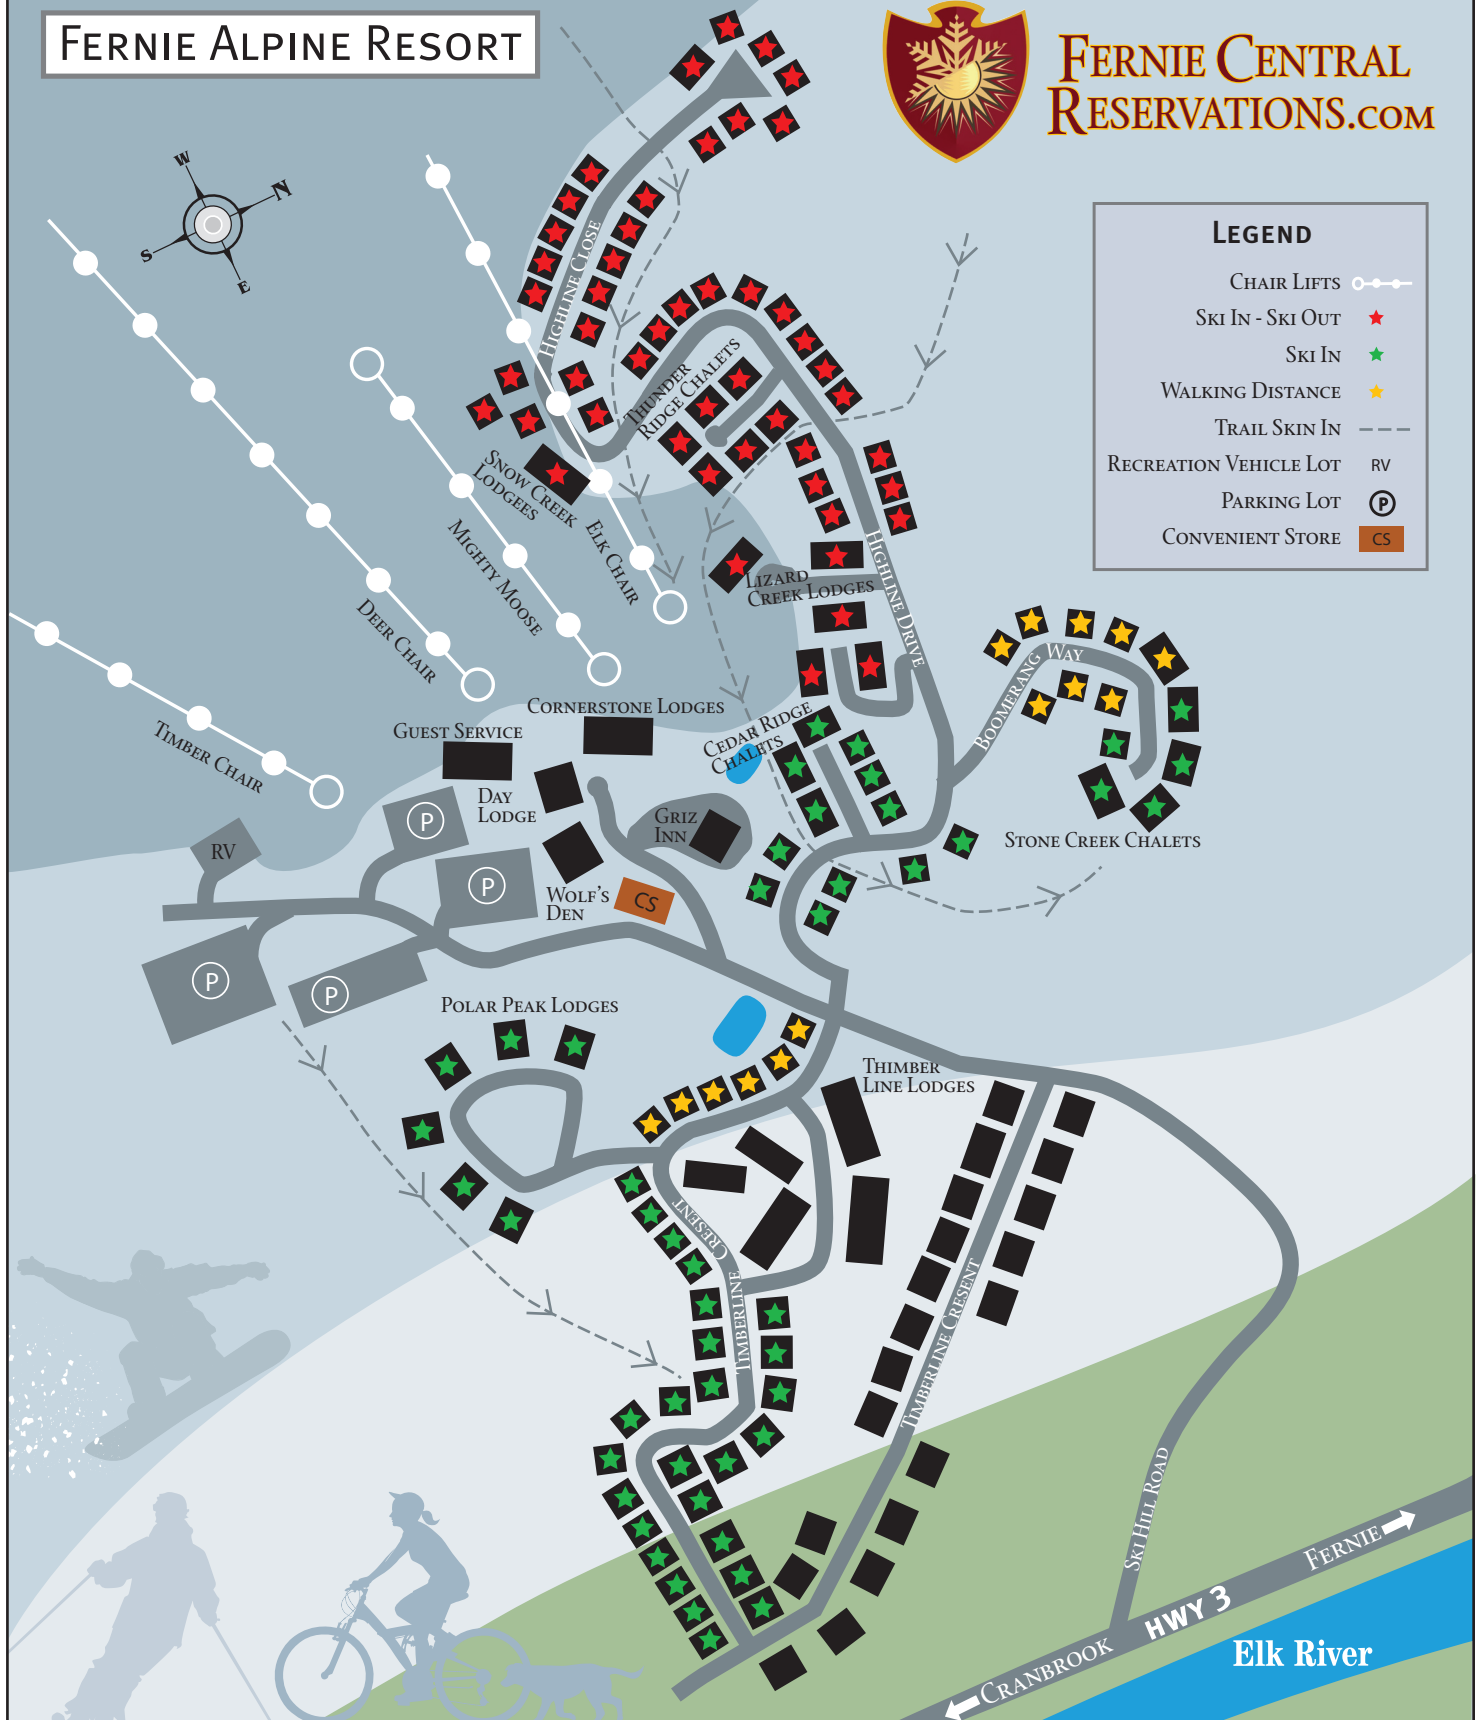 FERNIE ALPINE RESORT
FERNIE CENTRAL
RESERVATIONS.COM
W
N
S
E
LEGEND
CHAIR LIFTS
SKI IN - SKI OUT
SKI IN
WALKING DISTANCE
TRAIL SKIN IN
RECREATION VEHICLE LOT RV
PARKING LOT P
CONVENIENT STORE CS
HIGHLINE CLOSE
THUNDER
RIDGE CHALETS
SNOW CREEK
LODGEES
ELK CHAIR
MIGHTY MOOSE
DEER CHAIR
TIMBER CHAIR
HIGHLINE DRIVE
LIZARD
CREEK LODGES
BOOMERANG WAY
CORNERSTONE LODGES
GUEST SERVICE
CEDAR RIDGE
CHALETS
DAY
LODGE
GRIZ
INN
STONE CREEK CHALETS
P
RV
P
WOLF'S
DEN
CS
P
P
POLAR PEAK LODGES
THIMBER
LINE LODGES
CRESENT
TIMBERLINE
TIMBERLINE CRESENT
SKI HILL ROAD
FERNIE
HWY 3
CRANBROOK
Elk River